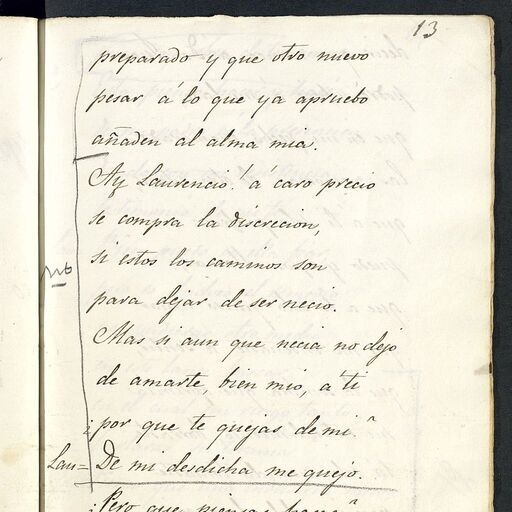 13
preparado y que otro nuevo
pesar á lo que ya apruebo
añaden al alma mia.
Ay Laurencio! á caro precio
se compra la discrecion,
no
si estos los caminos son
para dejar de ser necio.
Mas si aun que necia no dejo
de amarte, bien mio, á ti
¿por que te quejas de mi?
Lau= De mi desdicha me quejo.
¿Pero que